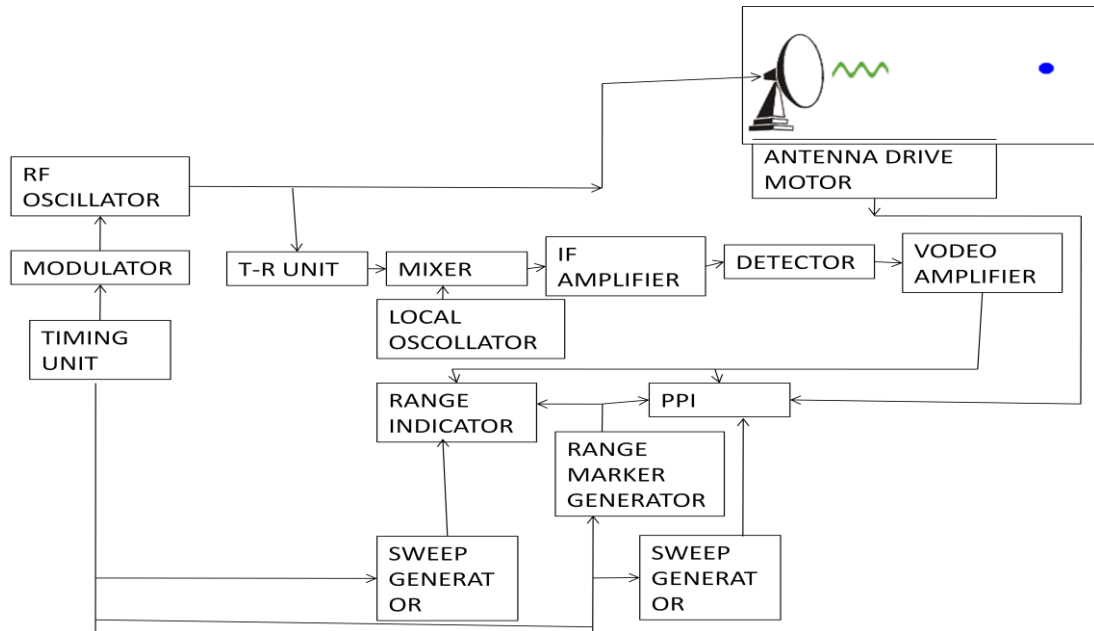 ANTENNA DRIVE
MOTOR
RF
OSCILLATOR
MODULATOR
TIMING
UNIT
T-R UNIT
MIXER
LOCAL
OSCOLLATOR
IF
AMPLIFIER
DETECTOR
VODEO
AMPLIFIER
RANGE
INDICATOR
PPI
RANGE
MARKER
GENERATOR
SWEEP
GENERAT
OR
SWEEP
GENERAT
OR